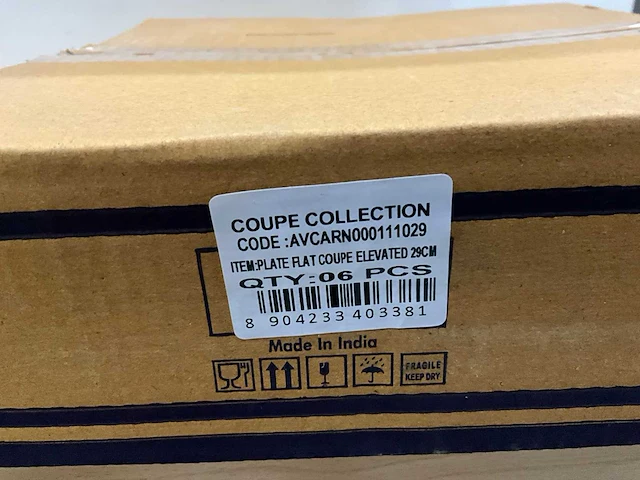 COUPE COLLECTION
CODE :AVCARN000111029
ITEM:PLATE FLAT COUPE ELEVATED 29CM
QTY:06 PCS
8 904233 403381
Made In India
FRAGILE
KEEP DRY